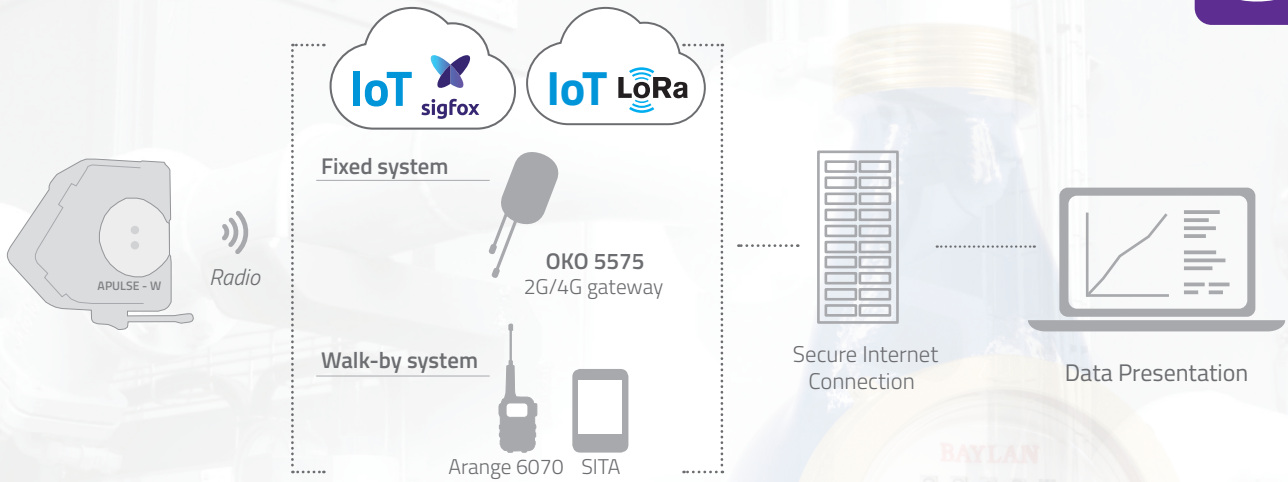 IoT sigfox
IoT LoRa
Fixed system
OKO 5575
2G/4G gateway
APULSE - W
Radio
Walk-by system
Arange 6070
SITA
Secure Internet
Connection
Data Presentation
BAYLAN